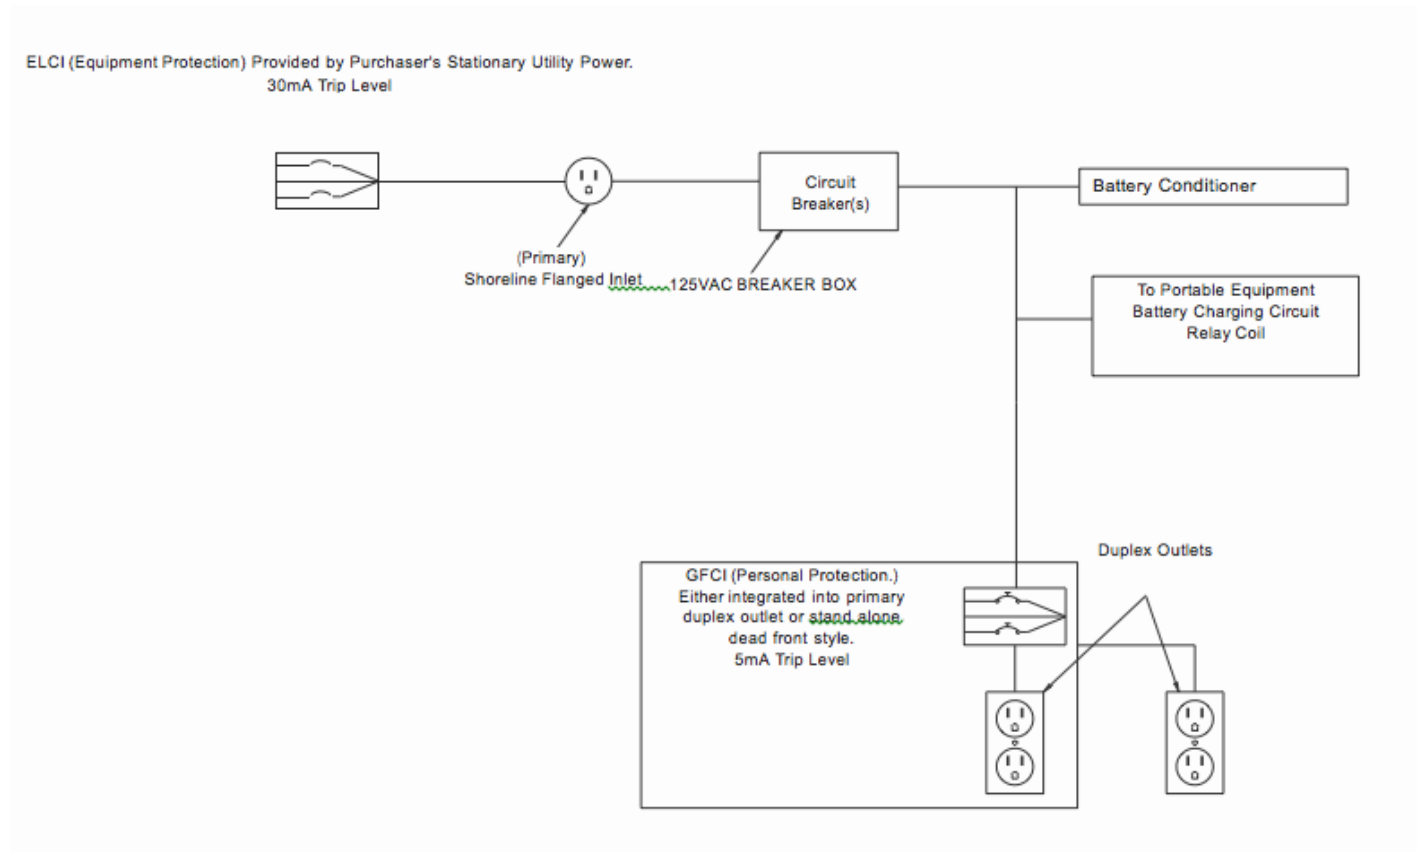 ELCI (Equipment Protection) Provided by Purchaser's Stationary Utility Power.
30mA Trip Level
Circuit
Breaker(s)
Battery Conditioner
(Primary)
Shoreline Flanged Inlet
125VAC BREAKER BOX
To Portable Equipment
Battery Charging Circuit
Relay Coil
Duplex Outlets
GFCI (Personal Protection.)
Either integrated into primary
duplex outlet or stand alone
dead front style.
5mA Trip Level